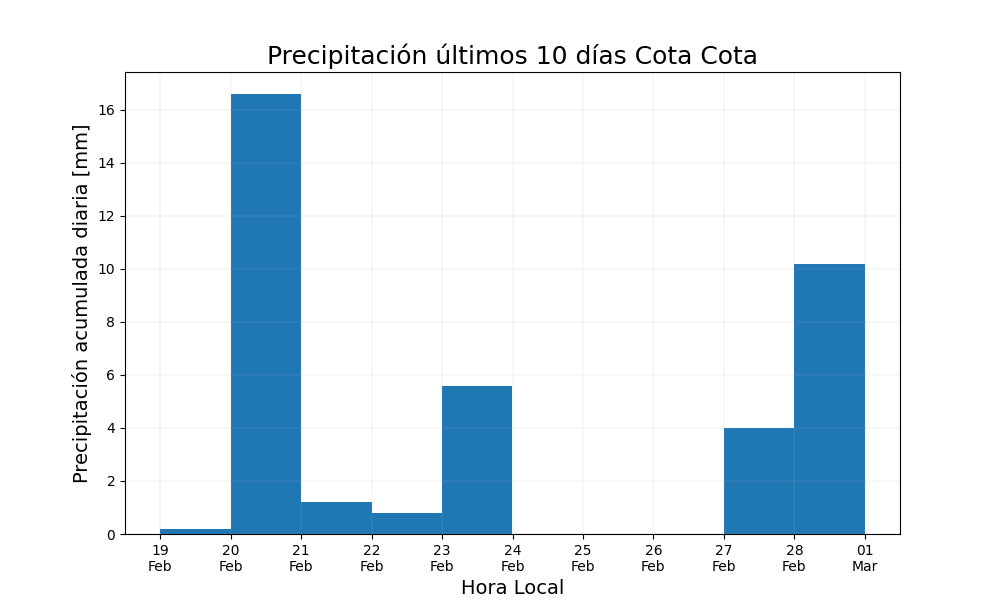 Precipitación últimos 10 días Cota Cota
Precipitación acumulada diaria [mm]
16
14
12
10
8
6
4
2
0
19 20 21 22 23 24 25 26 27 28 01
Feb Feb Feb Feb Feb Feb Feb Feb Feb Feb Mar
Hora Local